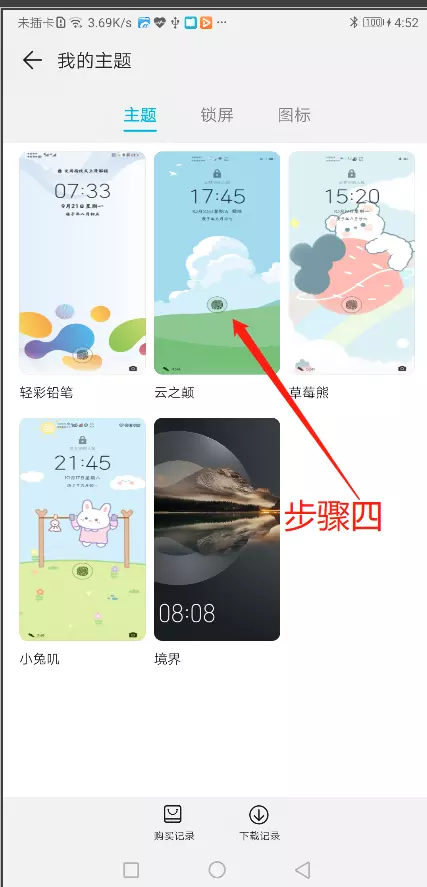 未插卡 3.69K/s ... 100 4:52
我的主题
主题 锁屏 图标
07:33
9月21日星期一
17:45
15:20
轻彩铅笔 云之颠 草莓熊
21:45
08:08
步骤四
小兔叽 境界
购买记录 下载记录